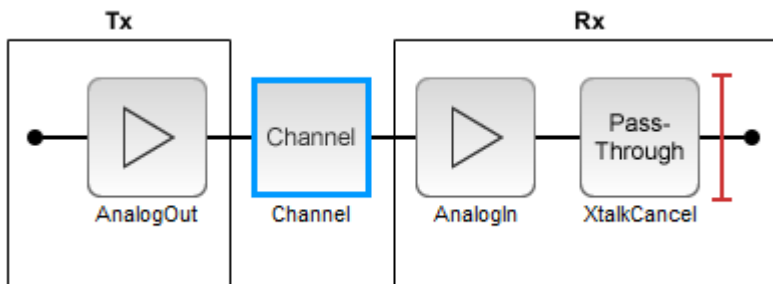 Tx
Rx
Channel
Pass-
Through
AnalogOut
Channel
AnalogIn
XtalkCancel